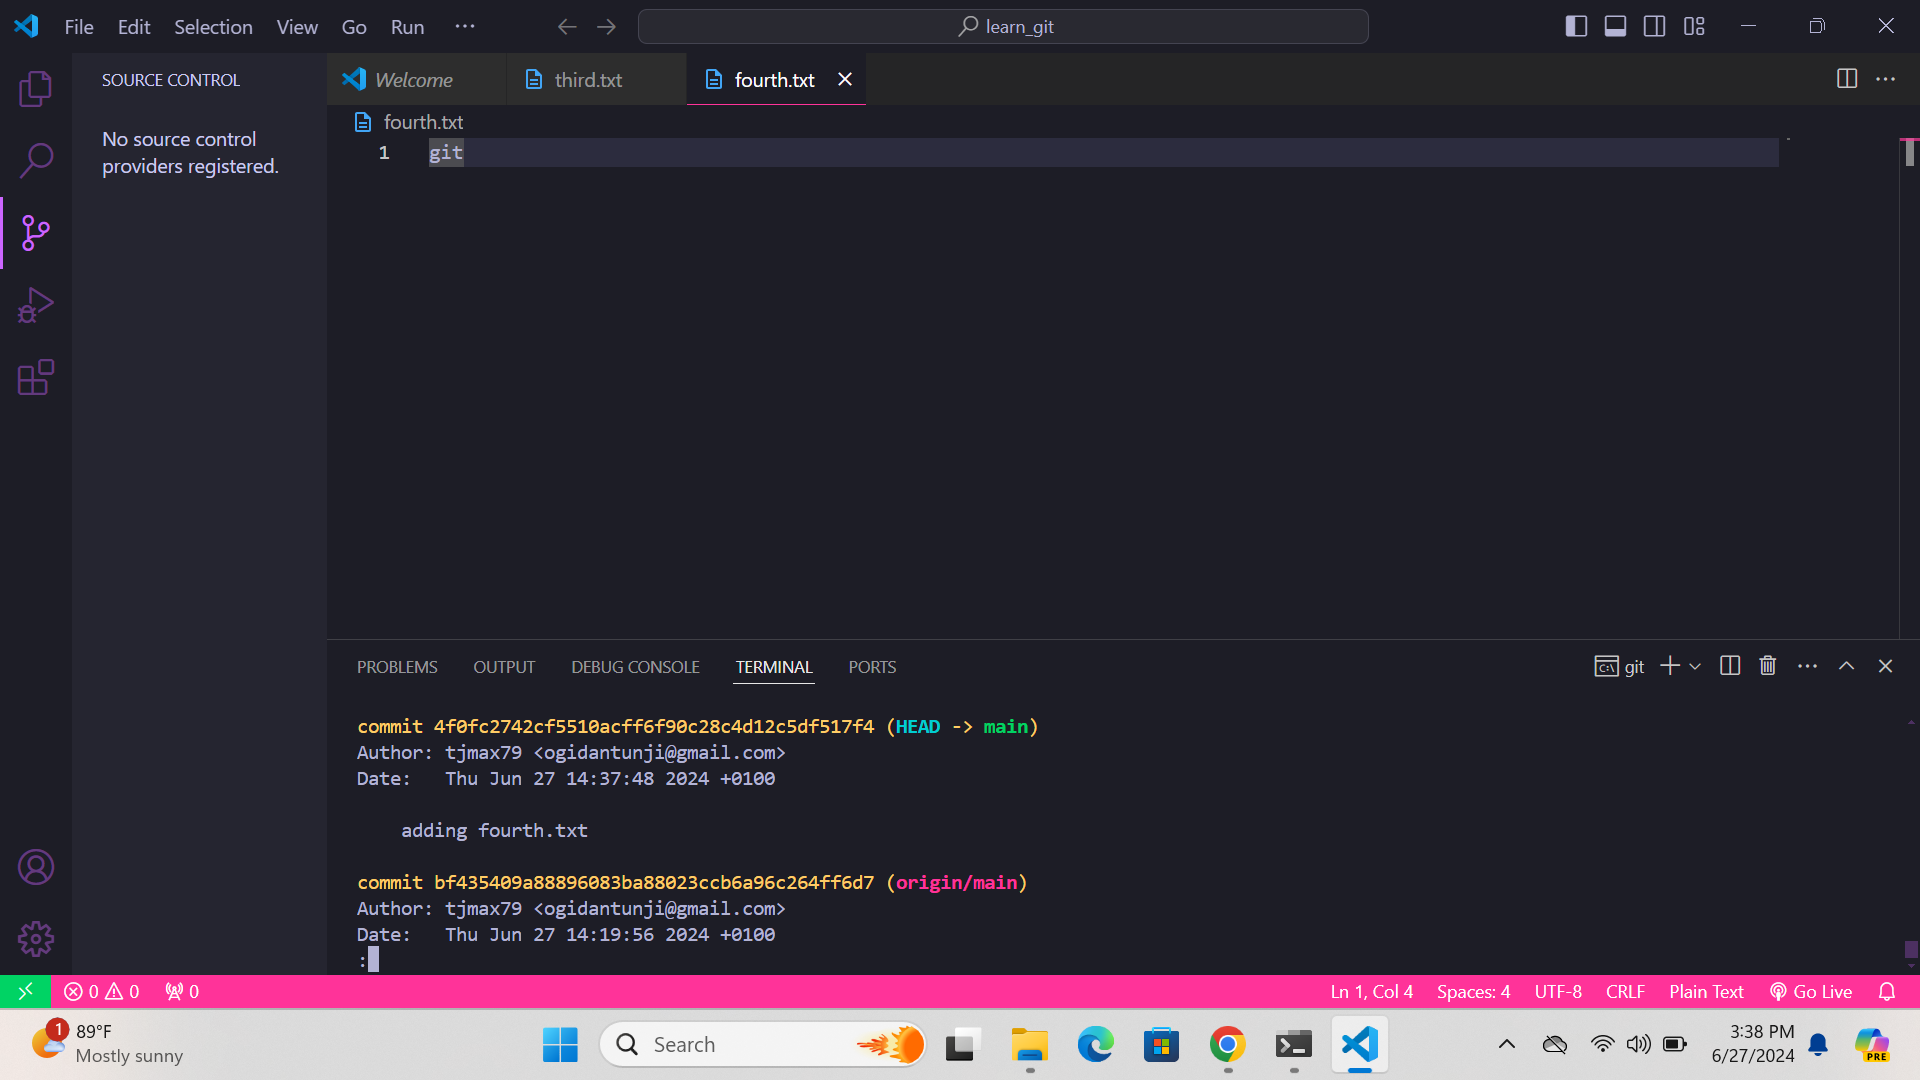 File Edit Selection View Go Run ···
learn_git
SOURCE CONTROL
No source control
providers registered.
Welcome
third.txt
fourth.txt
fourth.txt
1 git
PROBLEMS OUTPUT DEBUG CONSOLE TERMINAL PORTS
git
commit 4f0fc2742cf5510acff6f90c28c4d12c5df517f4 (HEAD -> main)
Author: tjmax79 <ogidantunji@gmail.com>
Date:   Thu Jun 27 14:37:48 2024 +0100
adding fourth.txt
commit bf435409a88896083ba88023ccb6a96c264ff6d7 (origin/main)
Author: tjmax79 <ogidantunji@gmail.com>
Date:   Thu Jun 27 14:19:56 2024 +0100
:
0 0 0
Ln 1, Col 4 Spaces: 4 UTF-8 CRLF Plain Text Go Live
1
89°F
Mostly sunny
Search
3:38 PM
6/27/2024
PRE